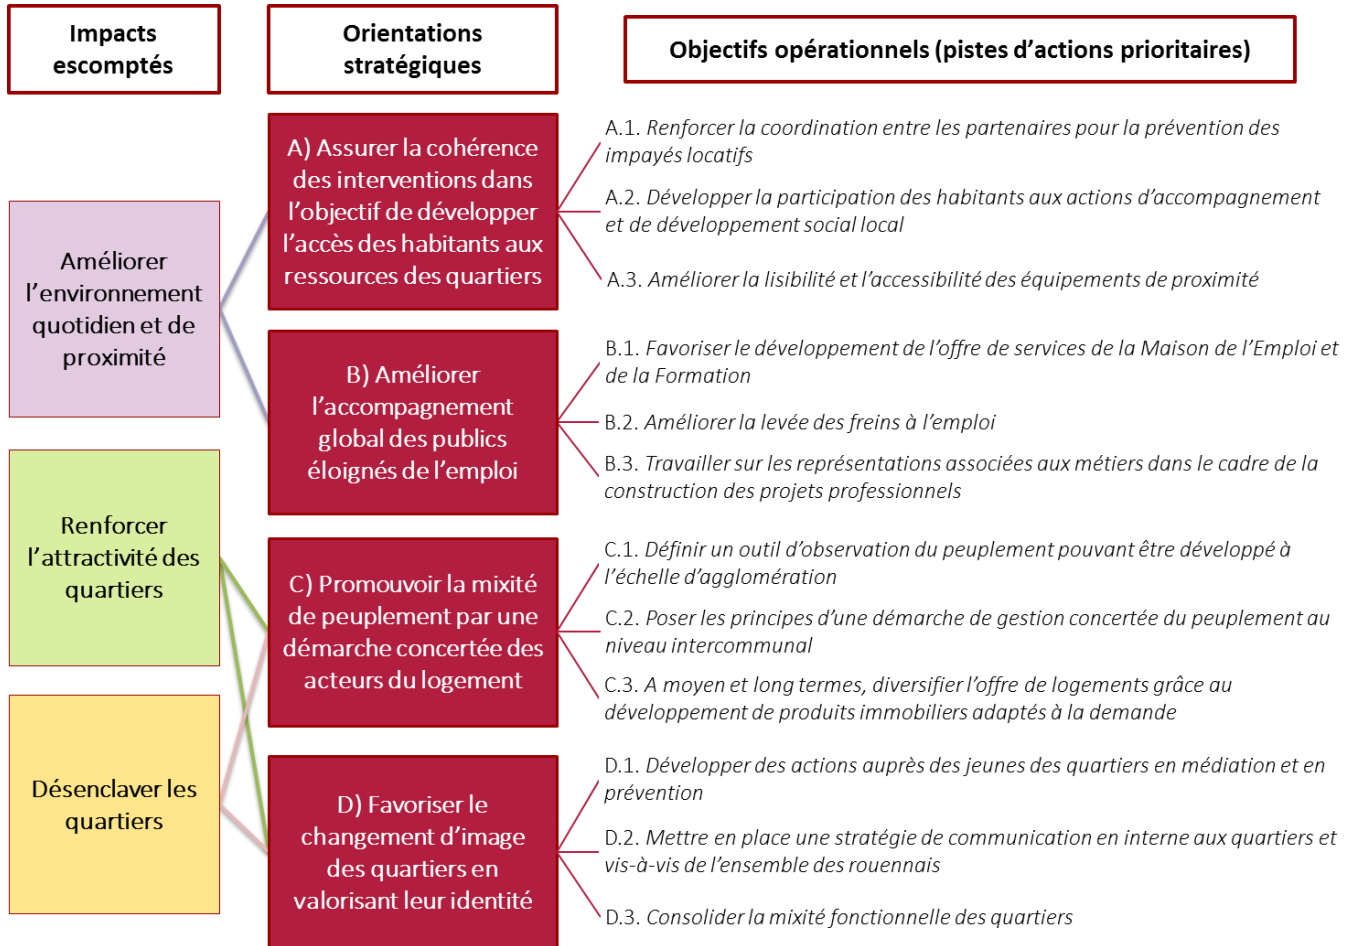 Impacts
escomptés
Orientations
stratégiques
Objectifs opérationnels (pistes d’actions prioritaires)
Améliorer
l’environnement
quotidien et de
proximité
Renforcer
l’attractivité des
quartiers
Désenclaver les
quartiers
A) Assurer la cohérence
des interventions dans
l’objectif de développer
l’accès des habitants aux
ressources des quartiers
A.1. Renforcer la coordination entre les partenaires pour la prévention des
impayés locatifs
A.2. Développer la participation des habitants aux actions d’accompagnement
et de développement social local
A.3. Améliorer la lisibilité et l’accessibilité des équipements de proximité
B) Améliorer
l’accompagnement
global des publics
éloignés de l’emploi
B.1. Favoriser le développement de l’offre de services de la Maison de l’Emploi et
de la Formation
B.2. Améliorer la levée des freins à l’emploi
B.3. Travailler sur les représentations associées aux métiers dans le cadre de la
construction des projets professionnels
C) Promouvoir la mixité
de peuplement par une
démarche concertée des
acteurs du logement
C.1. Définir un outil d’observation du peuplement pouvant être développé à
l’échelle d’agglomération
C.2. Poser les principes d’une démarche de gestion concertée du peuplement au
niveau intercommunal
C.3. A moyen et long termes, diversifier l’offre de logements grâce au
développement de produits immobiliers adaptés à la demande
D) Favoriser le
changement d’image
des quartiers en
valorisant leur identité
D.1. Développer des actions auprès des jeunes des quartiers en médiation et en
prévention
D.2. Mettre en place une stratégie de communication en interne aux quartiers et
vis-à-vis de l’ensemble des rouennais
D.3. Consolider la mixité fonctionnelle des quartiers